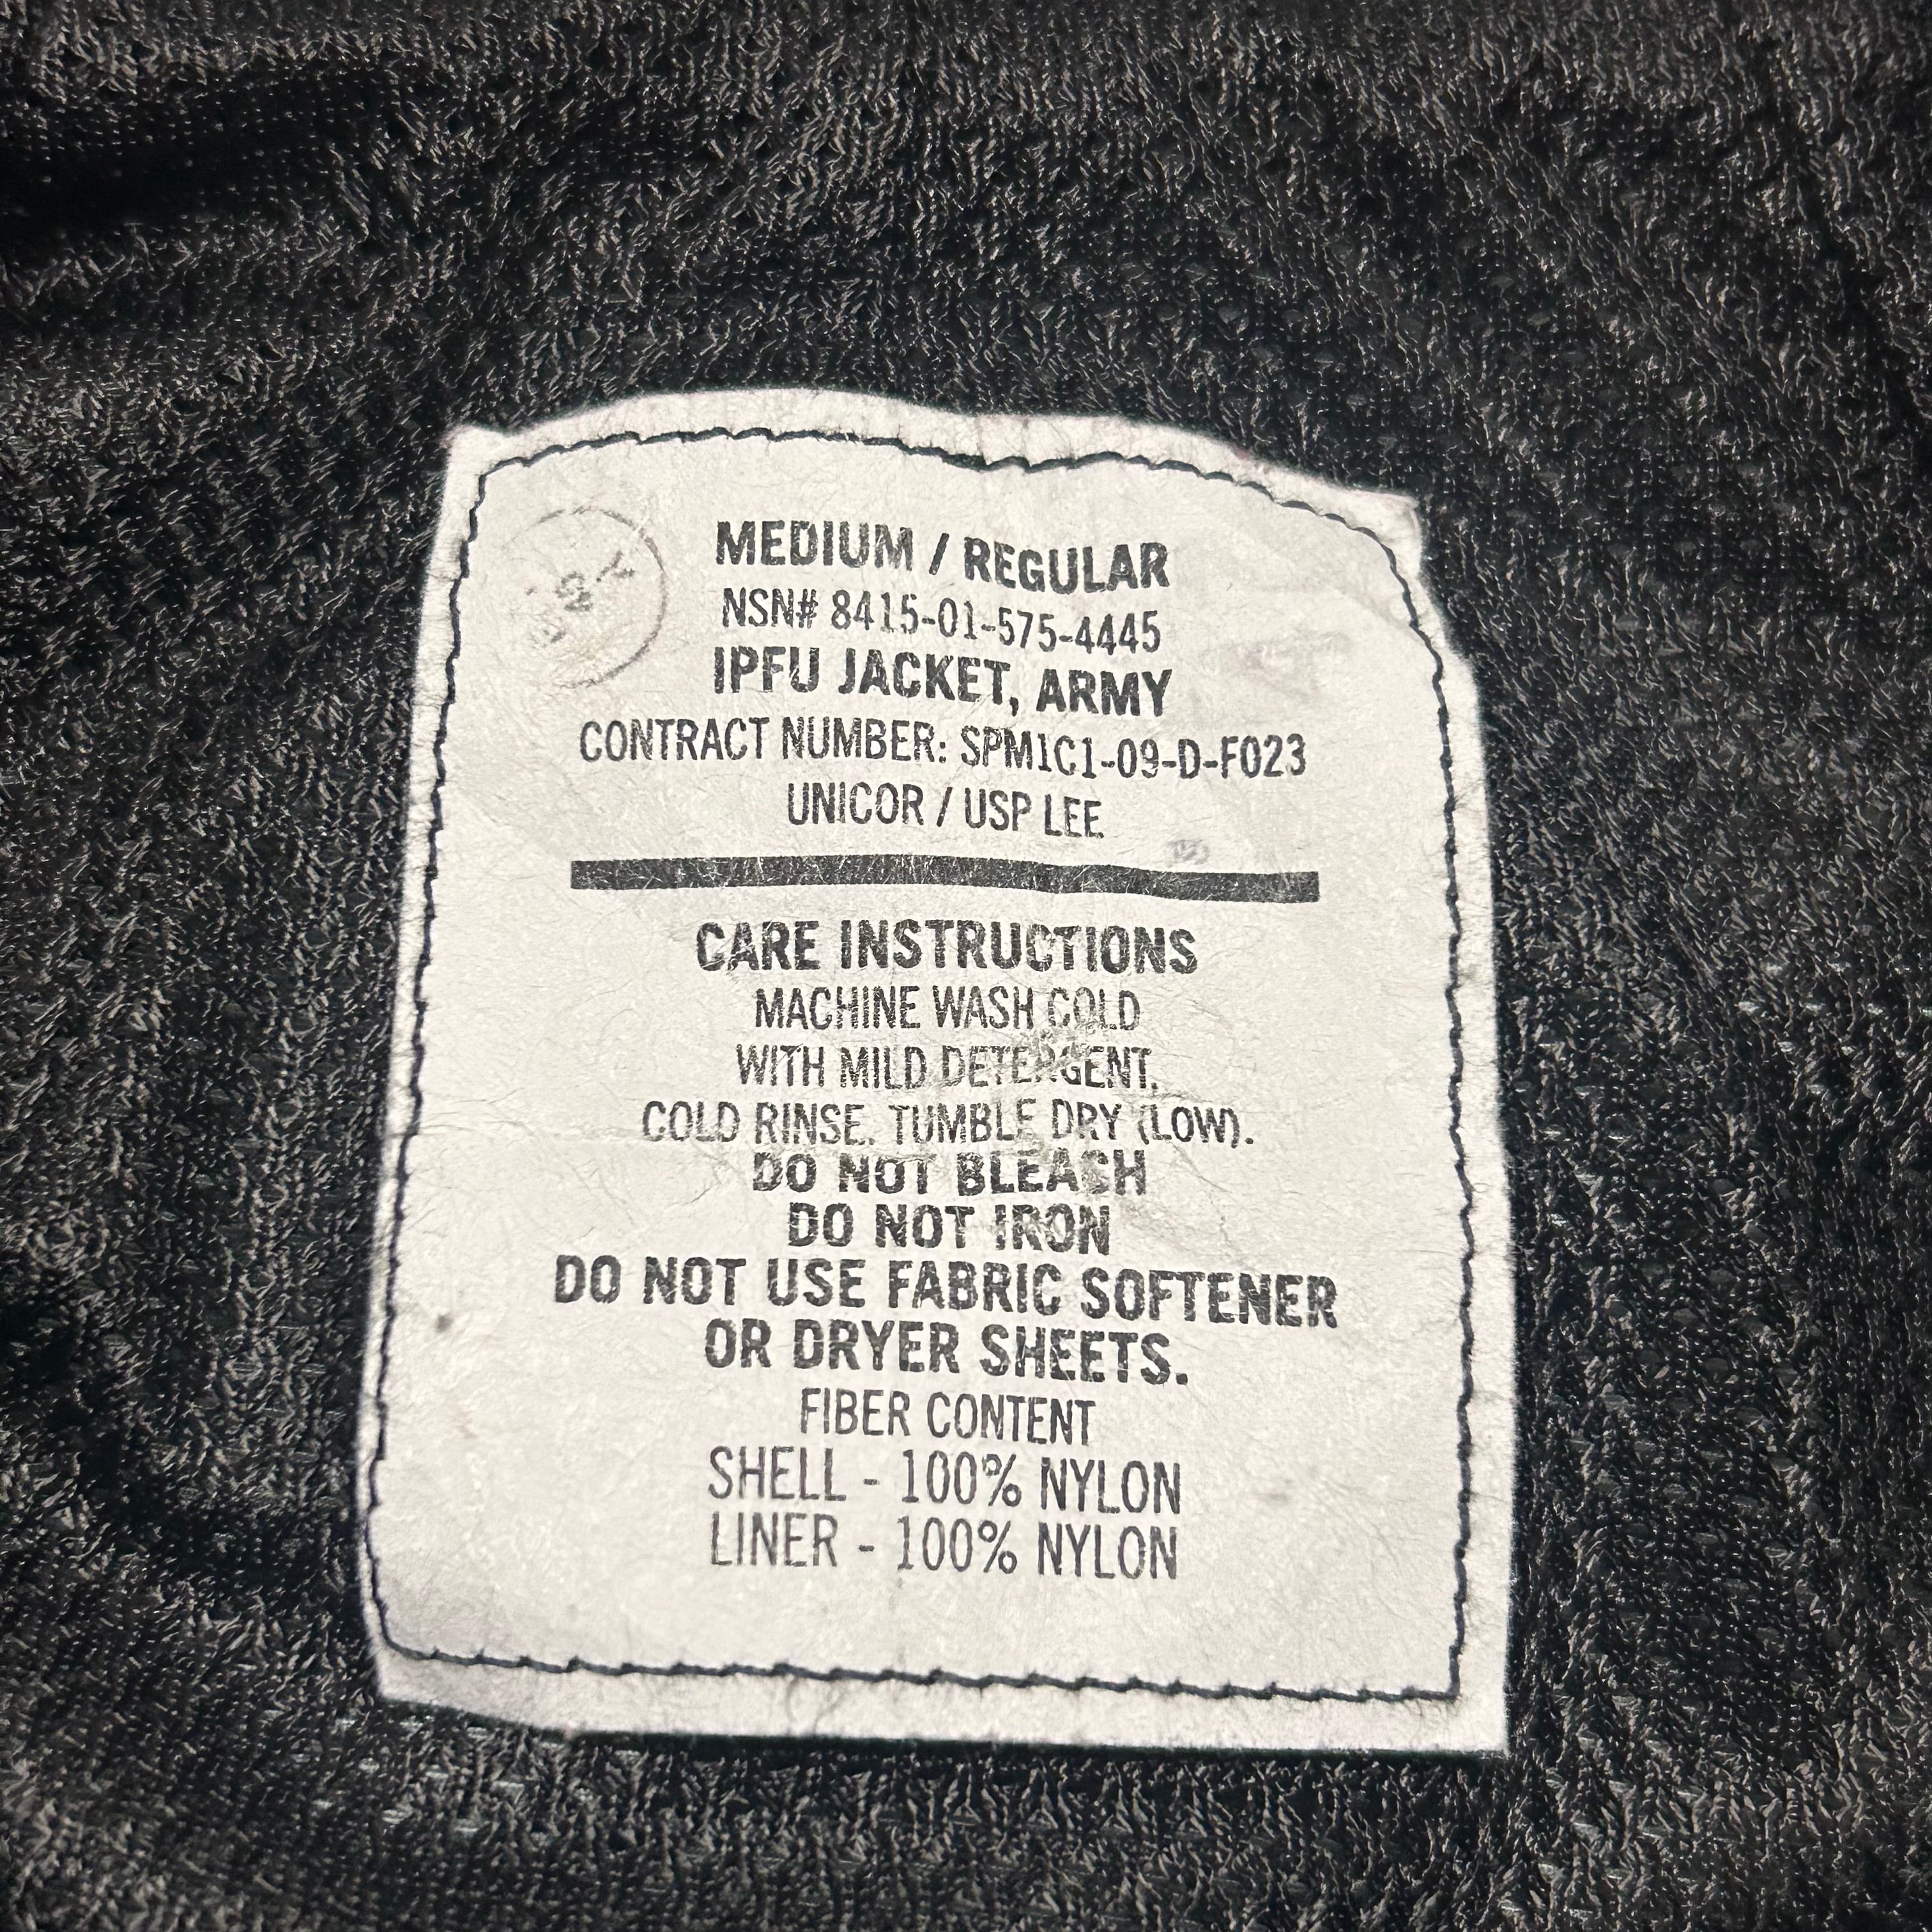 MEDIUM / REGULAR
NSN# 8415-01-575-4445
IPFU JACKET, ARMY
CONTRACT NUMBER: SPM1C1-09-D-F023
UNICOR / USP LEE
CARE INSTRUCTIONS
MACHINE WASH COLD
WITH MILD DETERGENT.
COLD RINSE. TUMBLE DRY (LOW).
DO NOT BLEACH
DO NOT IRON
DO NOT USE FABRIC SOFTENER
OR DRYER SHEETS.
FIBER CONTENT
SHELL - 100% NYLON
LINER - 100% NYLON